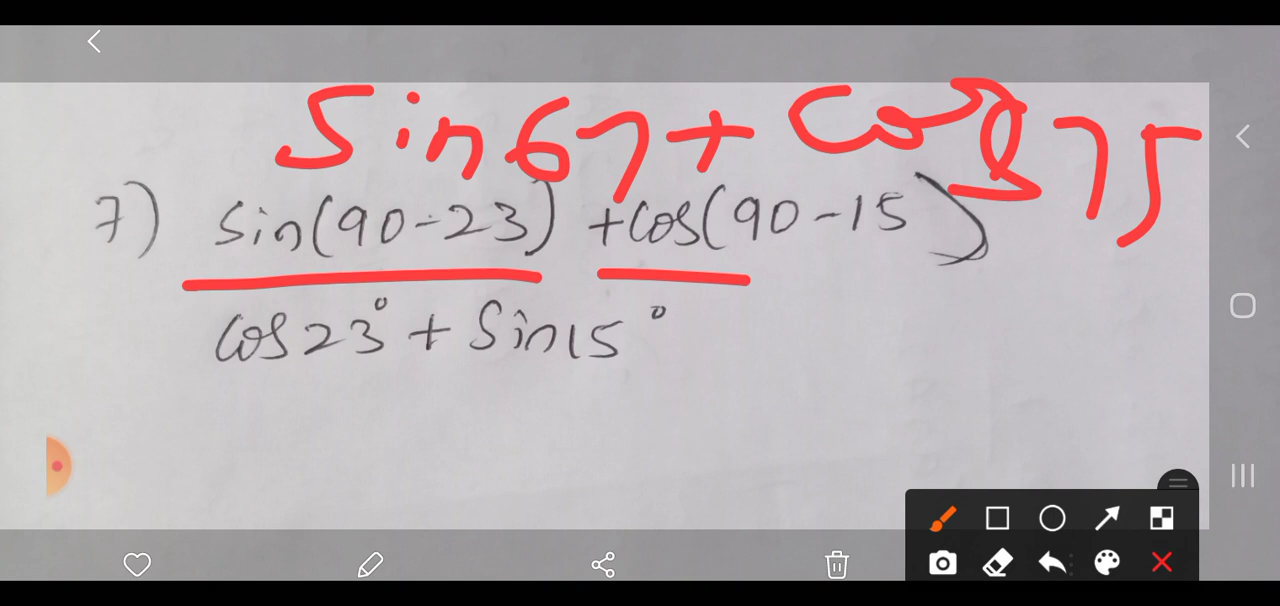 Sin 67 + Cos 75
7) Sin(90-23) + Cos(90-15)
Cos 23° + Sin 15°